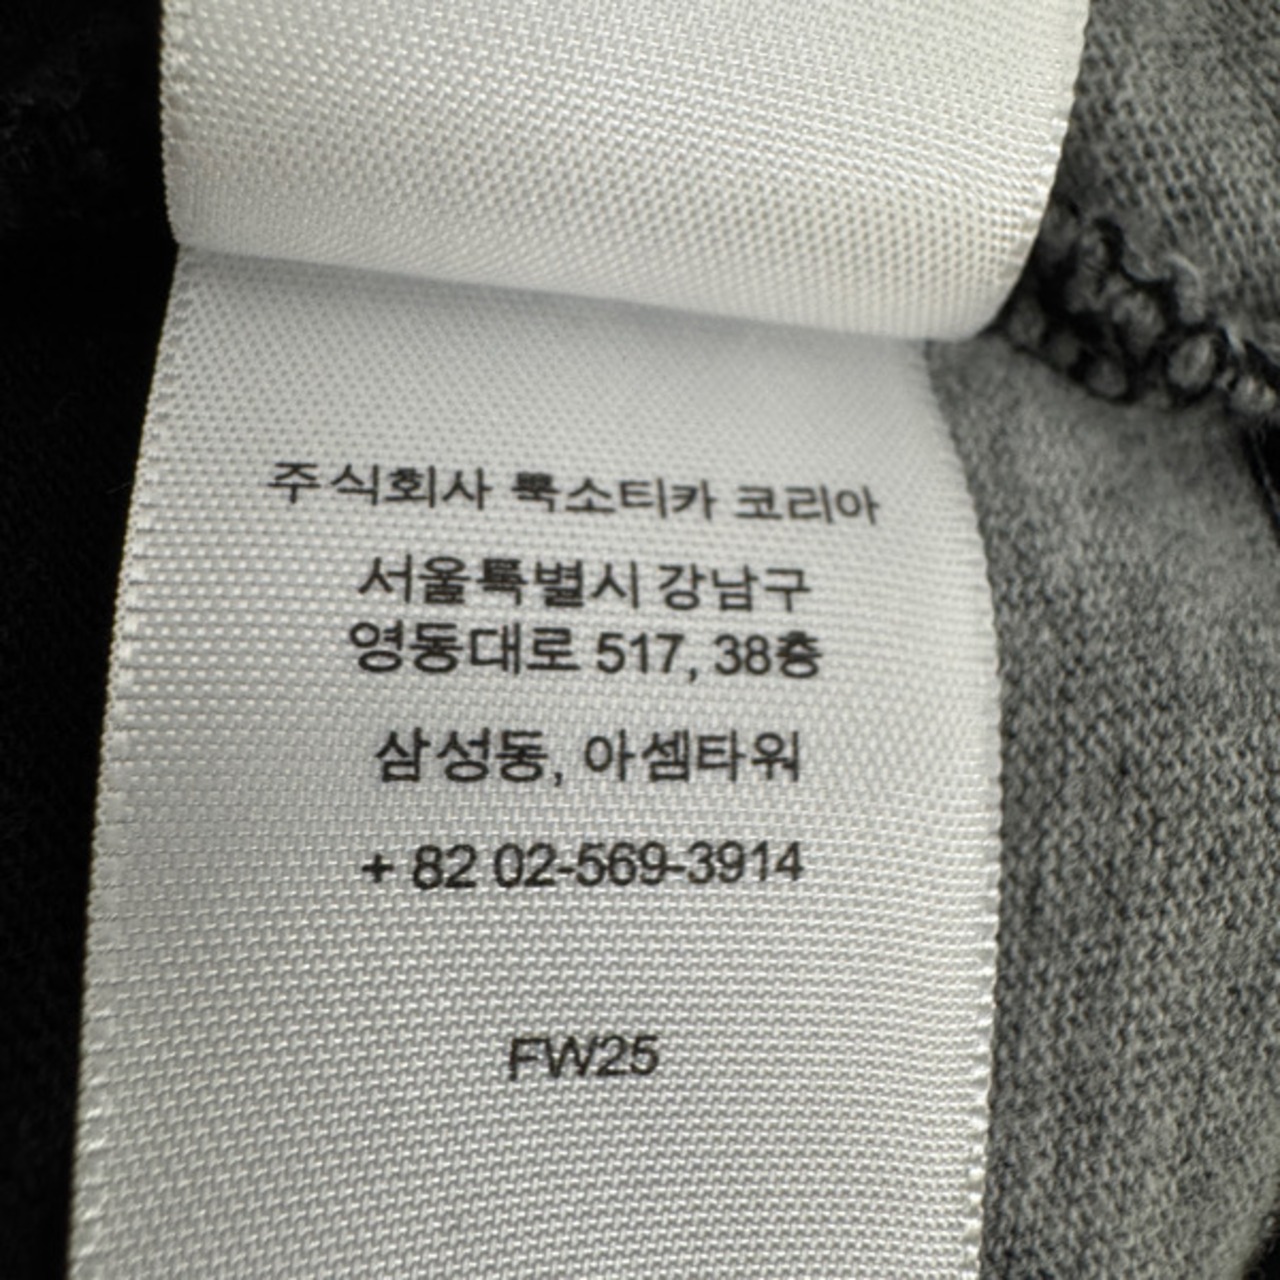 주식회사 룩소티카 코리아
서울특별시 강남구
영동대로 517, 38층
삼성동, 아셈타워
+ 82 02-569-3914
FW25